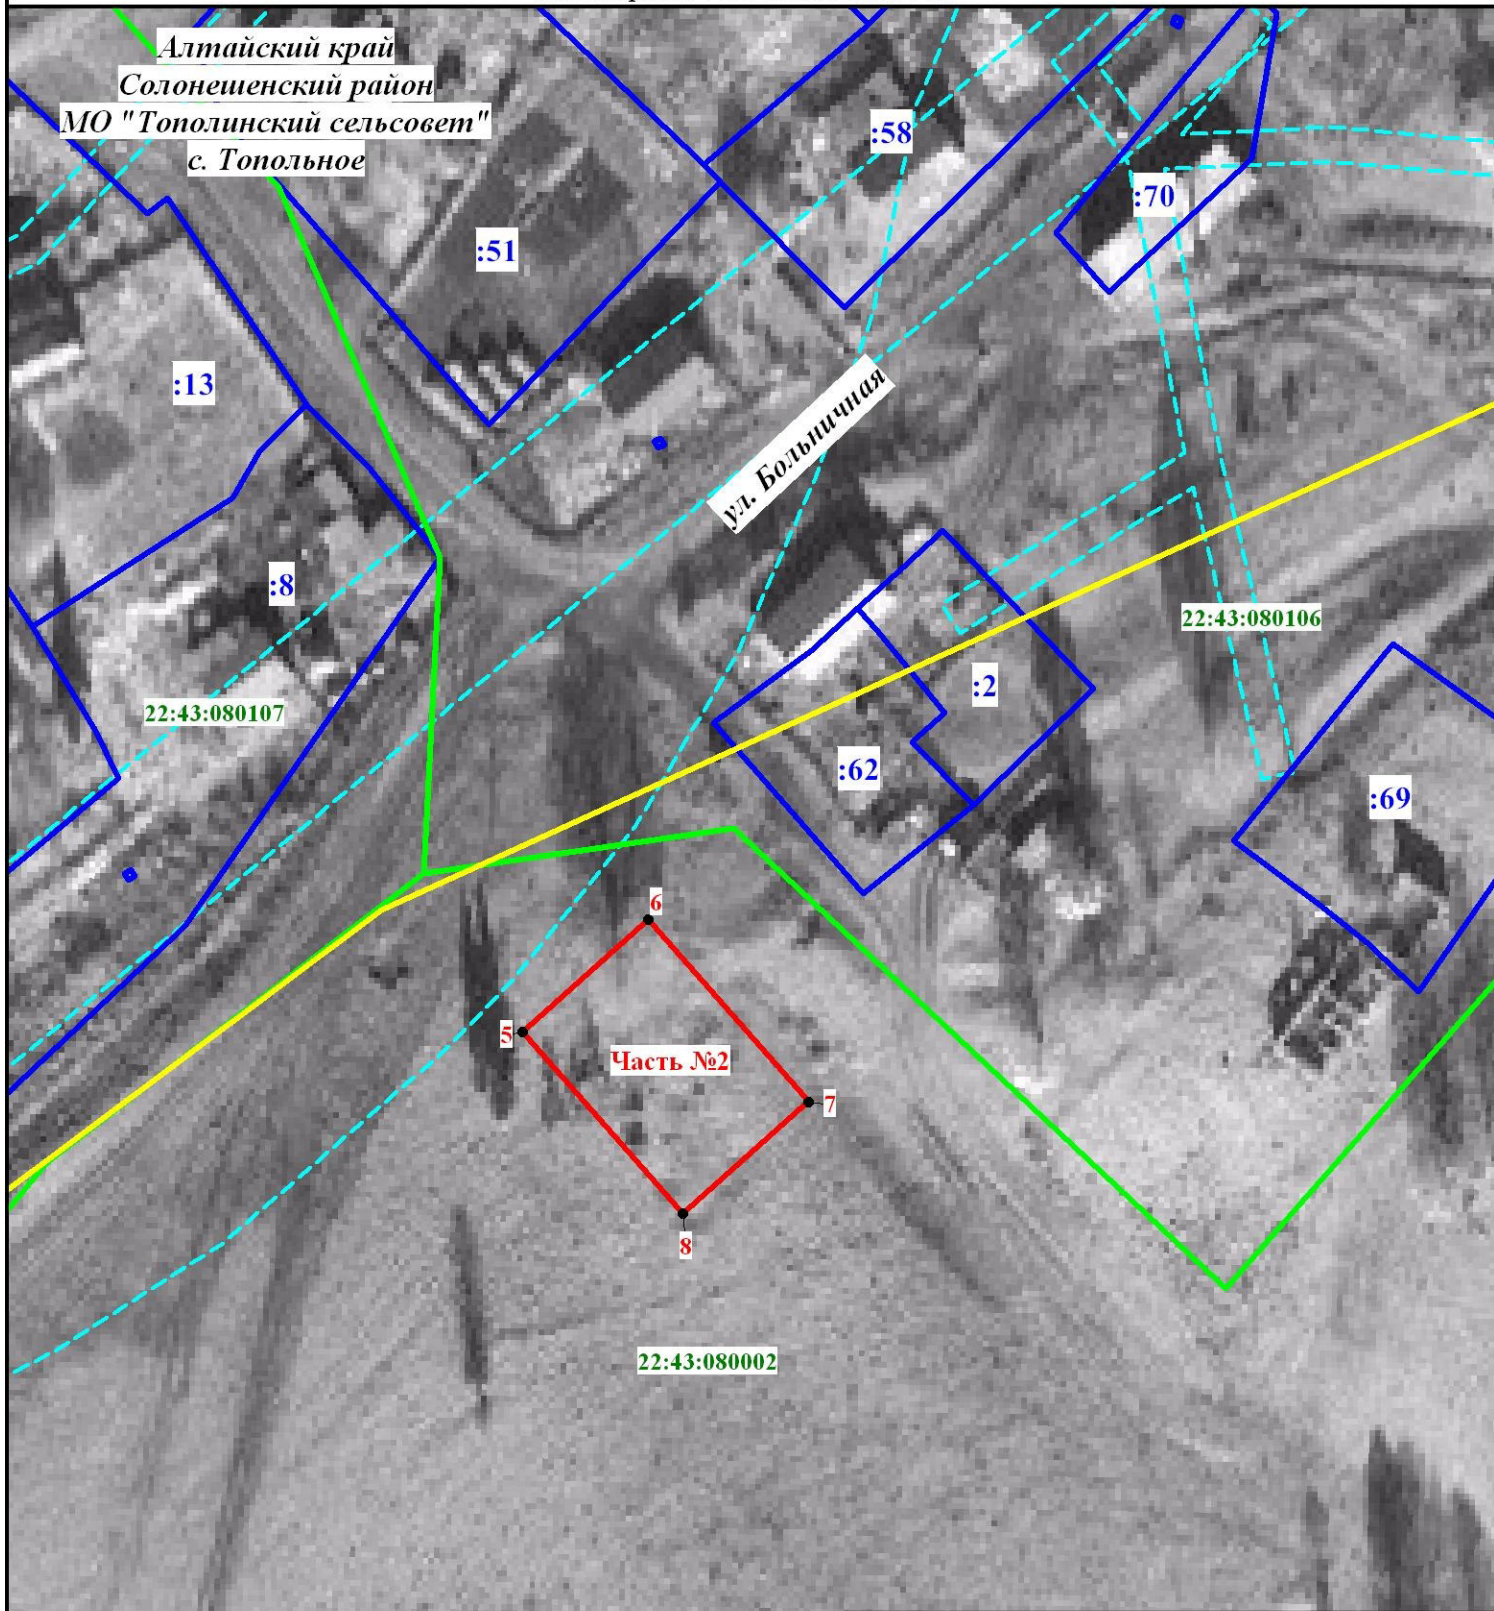 Алтайский край
Солонешенский район
МО "Тополинский сельсовет"
с. Топольное
:58
:70
:51
:13
ул. Больничная
:8
22:43:080106
:2
22:43:080107
:62
:69
6
5
Часть №2
7
8
22:43:080002